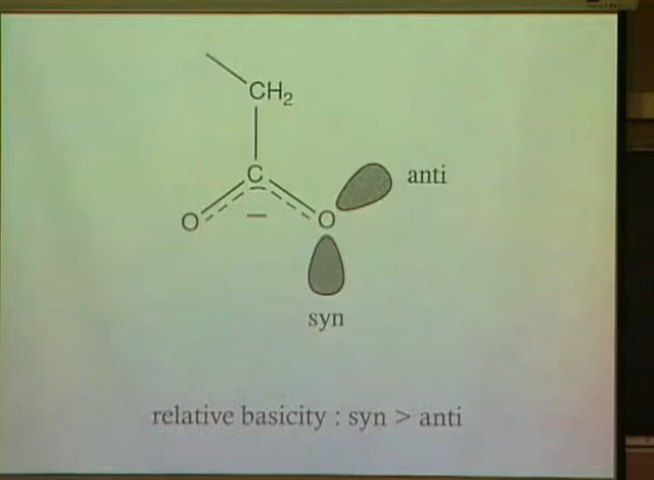 CH₂
C
anti
O
O
syn
relative basicity : syn > anti